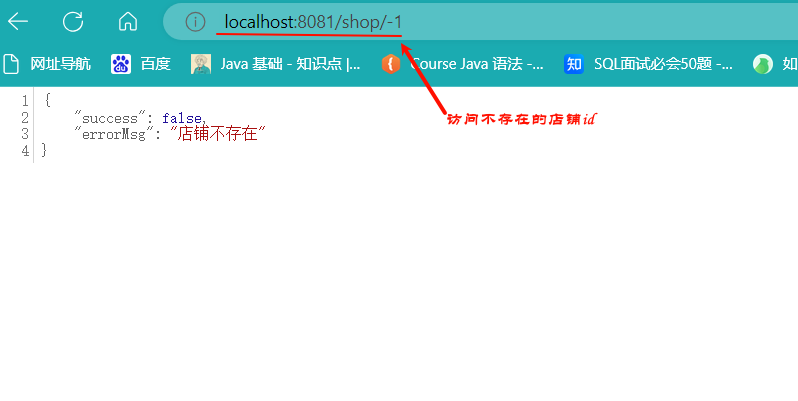 localhost:8081/shop/-1
网址导航 百度 Java 基础 - 知识点 |... Course Java 语法 -... 知 SQL面试必会50题 -... 如
访问不存在的店铺id
1 {
2 "success": false,
3 "errorMsg": "店铺不存在"
4 }